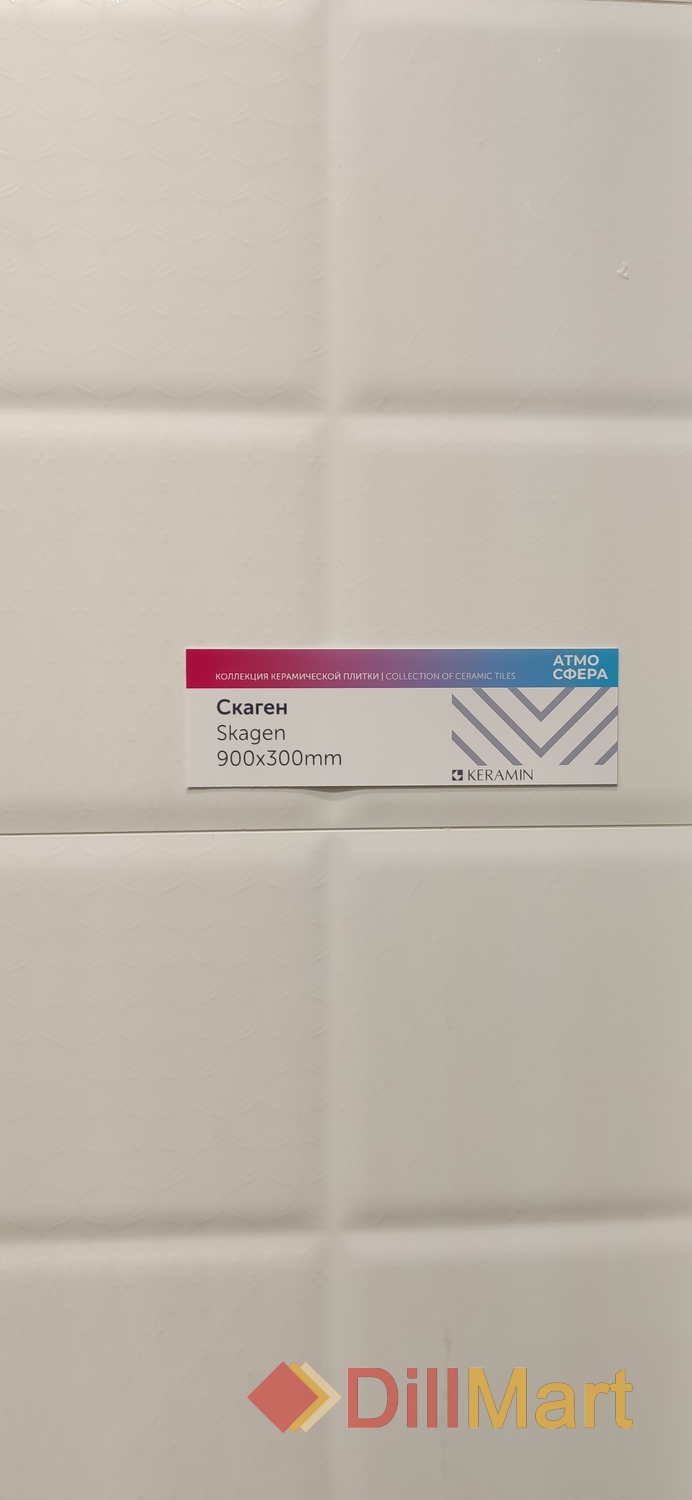 КОЛЛЕКЦИЯ КЕРАМИЧЕСКОЙ ПЛИТКИ | COLLECTION OF CERAMIC TILES
АТМО
СФЕРА
Скаген
Skagen
900x300mm
KERAMIN
DillMart